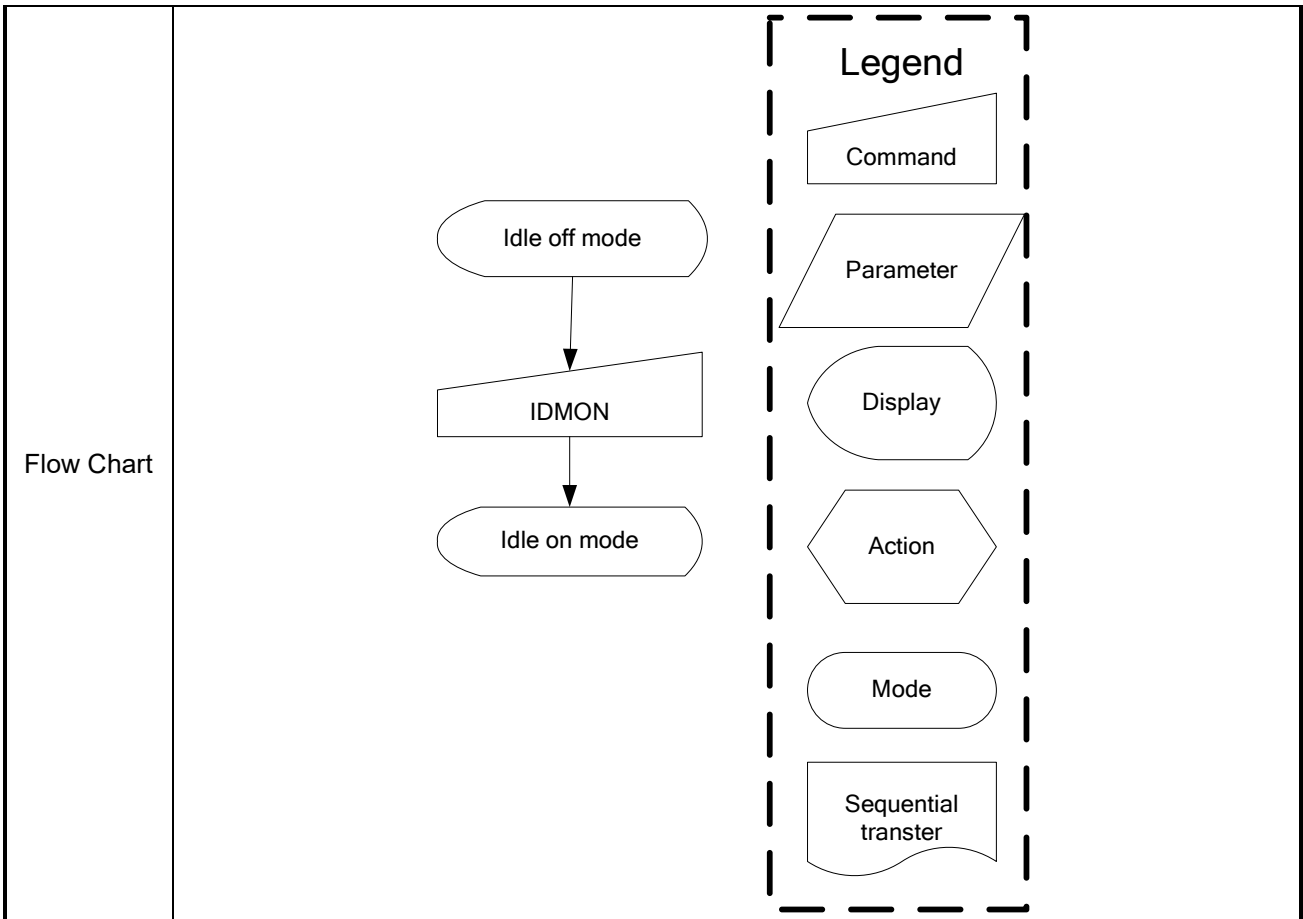 Flow Chart
Idle off mode
IDMON
Idle on mode
Legend
Command
Parameter
Display
Action
Mode
Sequential
transter